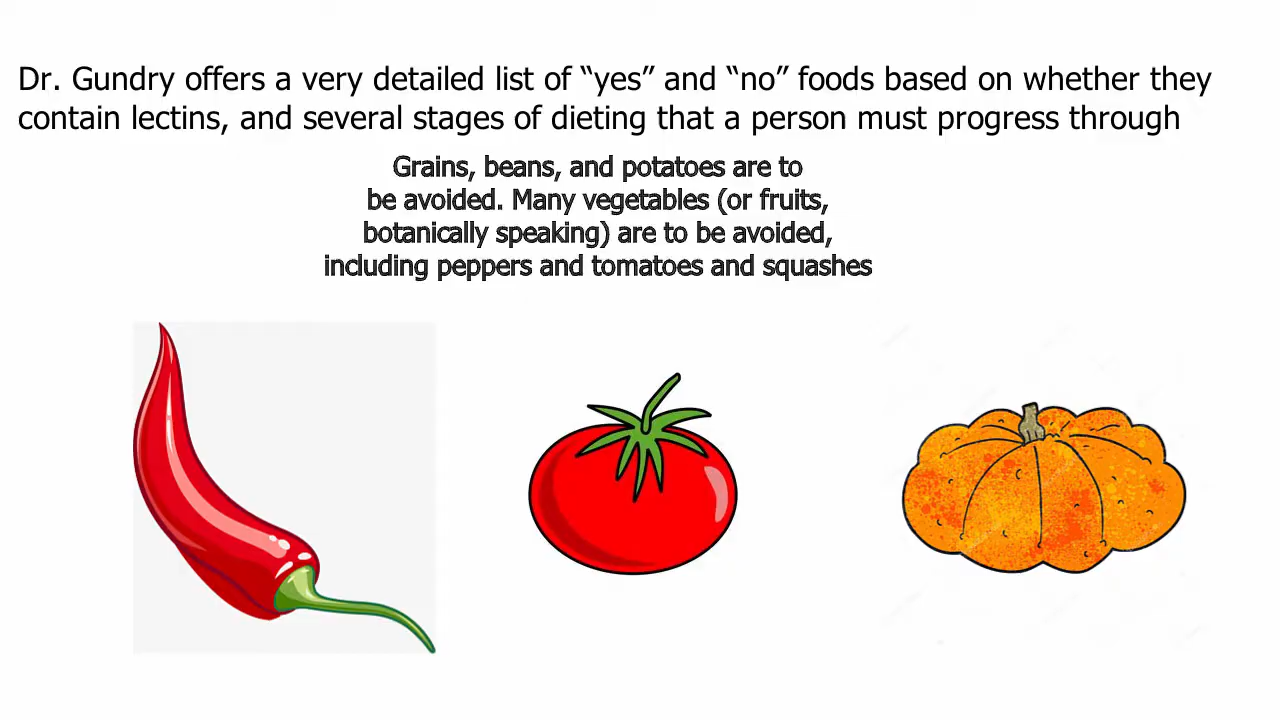 Dr. Gundry offers a very detailed list of “yes” and “no” foods based on whether they
contain lectins, and several stages of dieting that a person must progress through
Grains, beans, and potatoes are to
be avoided. Many vegetables (or fruits,
botanically speaking) are to be avoided,
including peppers and tomatoes and squashes